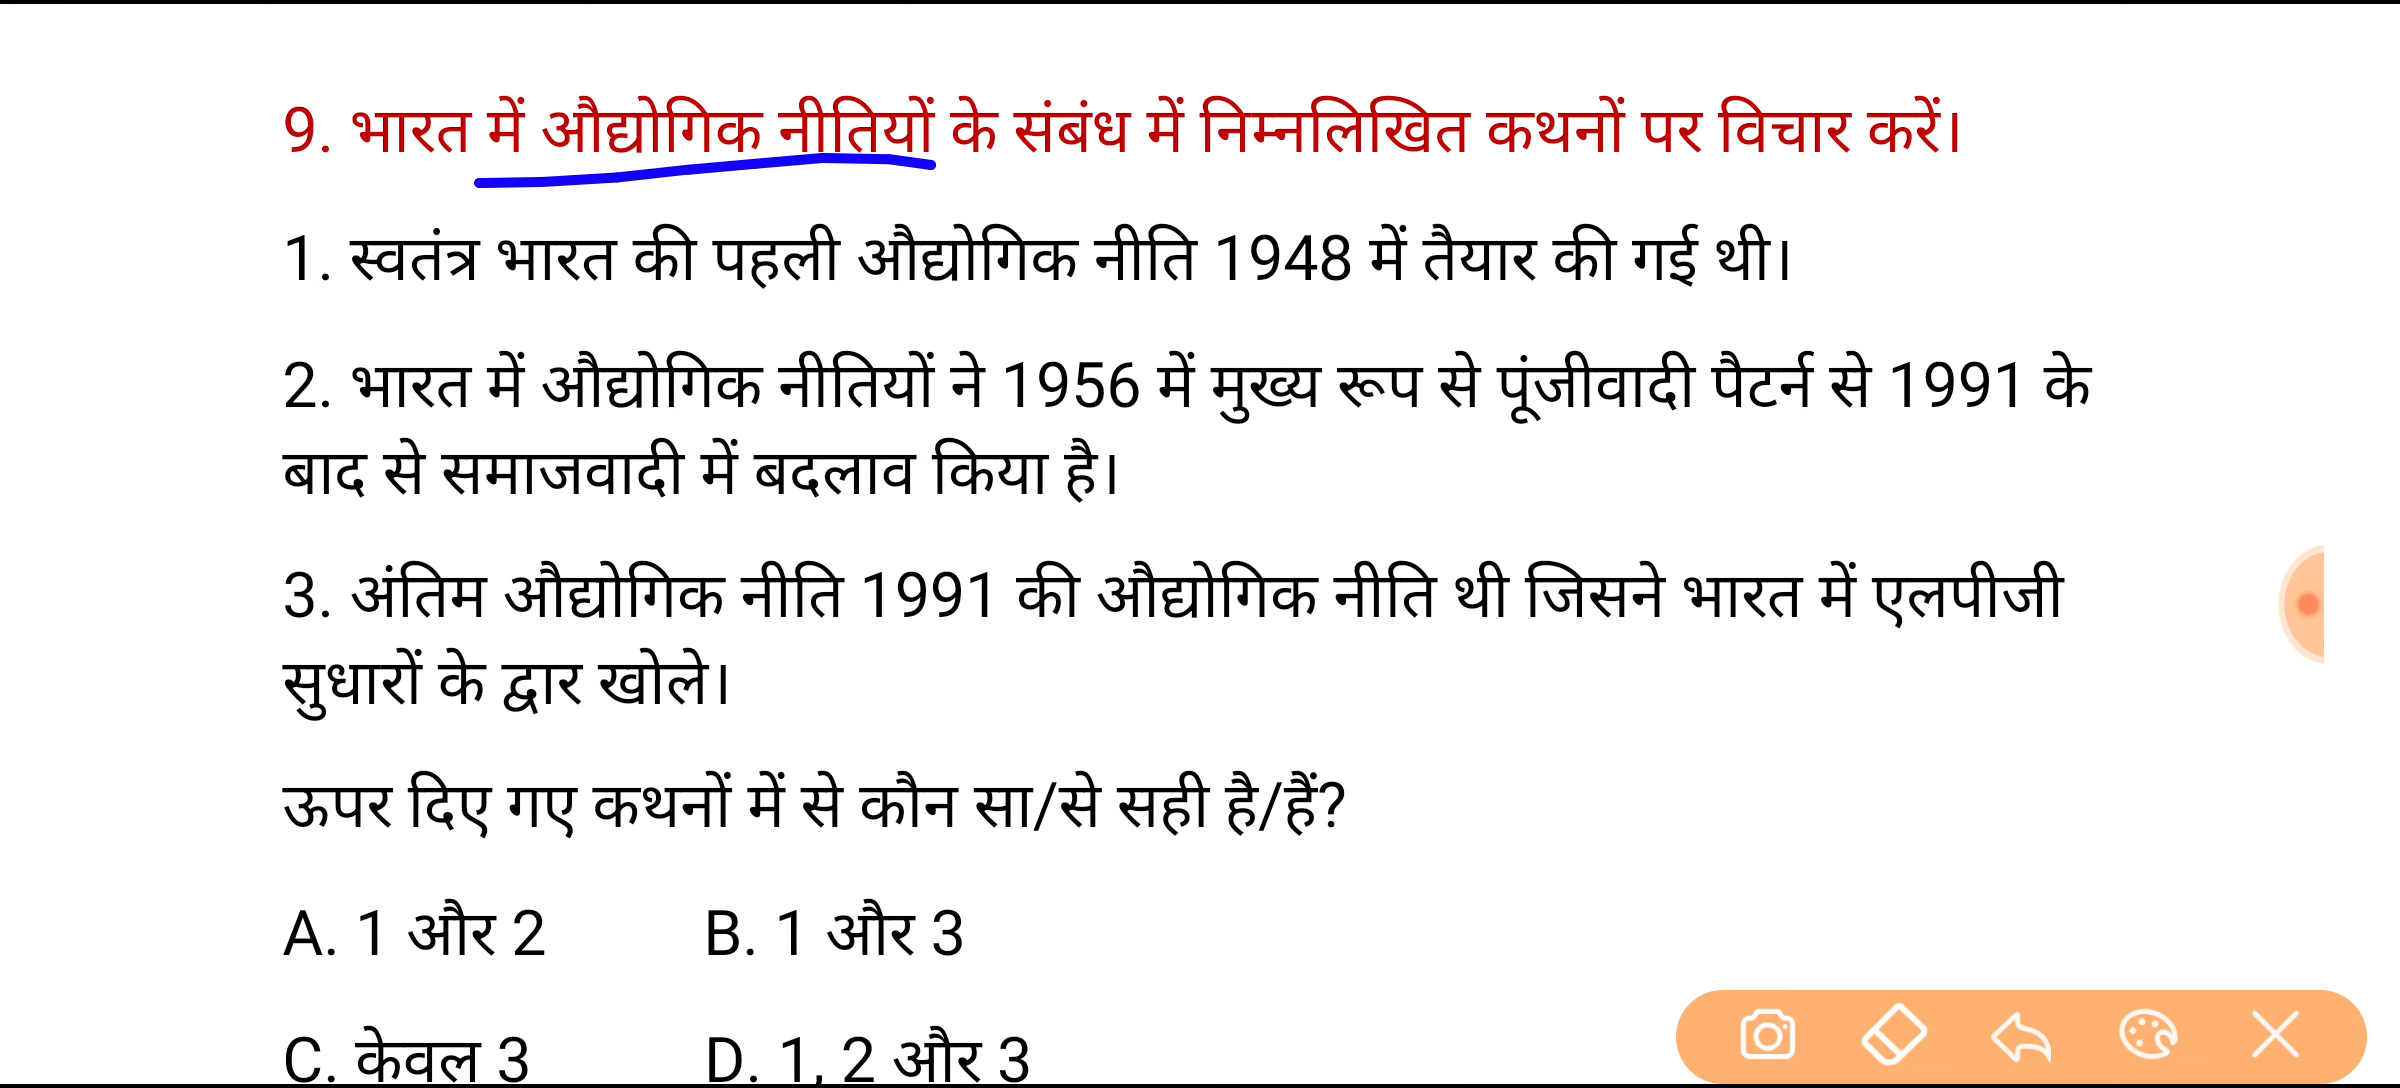 9. भारत में औद्योगिक नीतियों के संबंध में निम्नलिखित कथनों पर विचार करें।
1. स्वतंत्र भारत की पहली औद्योगिक नीति 1948 में तैयार की गई थी।
2. भारत में औद्योगिक नीतियों ने 1956 में मुख्य रूप से पूंजीवादी पैटर्न से 1991 के
बाद से समाजवादी में बदलाव किया है।
3. अंतिम औद्योगिक नीति 1991 की औद्योगिक नीति थी जिसने भारत में एलपीजी
सुधारों के द्वार खोले।
ऊपर दिए गए कथनों में से कौन सा/से सही है/हैं?
A. 1 और 2 B. 1 और 3
C. केवल 3 D. 1, 2 और 3